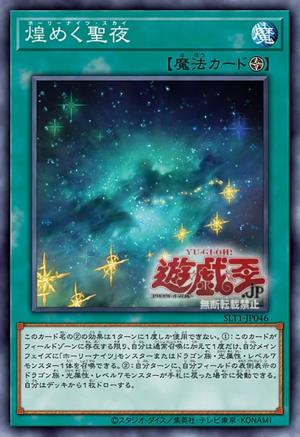 ホーリーナイツ・スカイ
煌めく聖夜
魔
まほう
【魔法カード】
YU-GI-OH!
遊戯王.jp
無断転載禁止
SLT1-JP046
このカード名の②の効果は1ターンに1度しか使用できない。①:このカードが
フィールドゾーンに存在する限り、自分は通常召喚に加えて1度だけ、自分メイン
フェイズに「ホーリーナイツ」モンスターまたはドラゴン族・光属性・レベル7
モンスター1体を召喚できる。②:自分ターンに、自分フィールドの表側表示の
ドラゴン族・光属性・レベル7モンスターが手札に戻った場合に発動できる。
自分はデッキから1枚ドローする。
©スタジオ・ダイス/集英社・テレビ東京・KONAMI